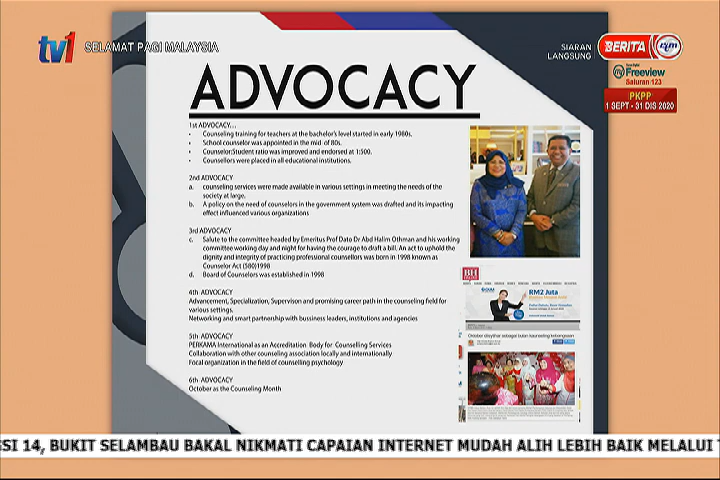 tv1 SELAMAT PAGI MALAYSIA
SIARAN
LANGSUNG
BERITA rtm
Freeview
Saluran 123
PKPP
1 SEPT - 31 DIS 2020
ADVOCACY
1st ADVOCACY…
• Counseling training for teachers at the bachelor's level started in early 1980s.
• School counselor was appointed in the mid of 80s.
• Counselor:Student ratio was improved and endorsed at 1:500.
• Counsellors were placed in all educational institutions.
2nd ADVOCACY
a. counseling services were made available in various settings in meeting the needs of the
society at large.
b. A policy on the need of counselors in the government system was drafted and its impacting
effect influenced various organizations
3rd ADVOCACY
c. Salute to the committee headed by Emeritus Prof Dato Dr Abd Halim Othman and his working
committee working day and night for having the courage to draft a bill. An act to uphold the
dignity and integrity of practicing professional counsellors was born in 1998 known as
Counselor Act (580)1998
d. Board of Counselors was established in 1998
4th ADVOCACY
Advancement, Specialization, Supervision and promising career path in the counseling field for
various settings.
Networking and smart partnership with bussiness leaders, institutions and agencies
5th ADVOCACY
PERKAMA International as an Accreditation Body for Counselling Services
Collaboration with other counseling association locally and internationally
Focal organization in the field of counselling psychology
6th ADVOCACY
October as the Counseling Month
BH
RM2 Juta
October diisytihar sebagai bulan kaunseling kebangsaan
ESI 14, BUKIT SELAMBAU BAKAL NIKMATI CAPAIAN INTERNET MUDAH ALIH LEBIH BAIK MELALUI